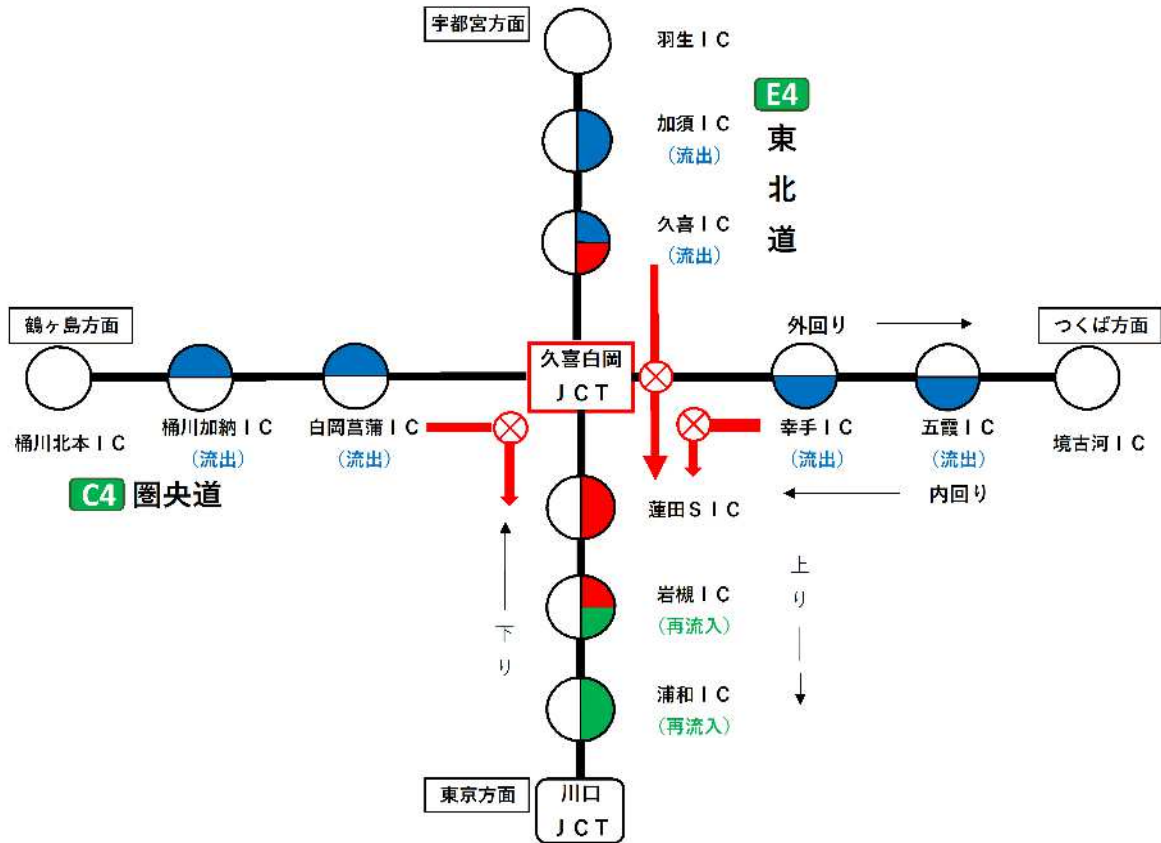 宇都宮方面
羽生ＩＣ
E4
東北道
加須ＩＣ
（流出）
久喜ＩＣ
（流出）
鶴ヶ島方面
久喜白岡
ＪＣＴ
外回り
つくば方面
桶川北本ＩＣ
桶川加納ＩＣ
（流出）
白岡菖蒲ＩＣ
（流出）
幸手ＩＣ
（流出）
五霞ＩＣ
（流出）
境古河ＩＣ
C4 圏央道
内回り
蓮田ＳＩＣ
上り
下り
岩槻ＩＣ
（再流入）
浦和ＩＣ
（再流入）
東京方面
川口
ＪＣＴ